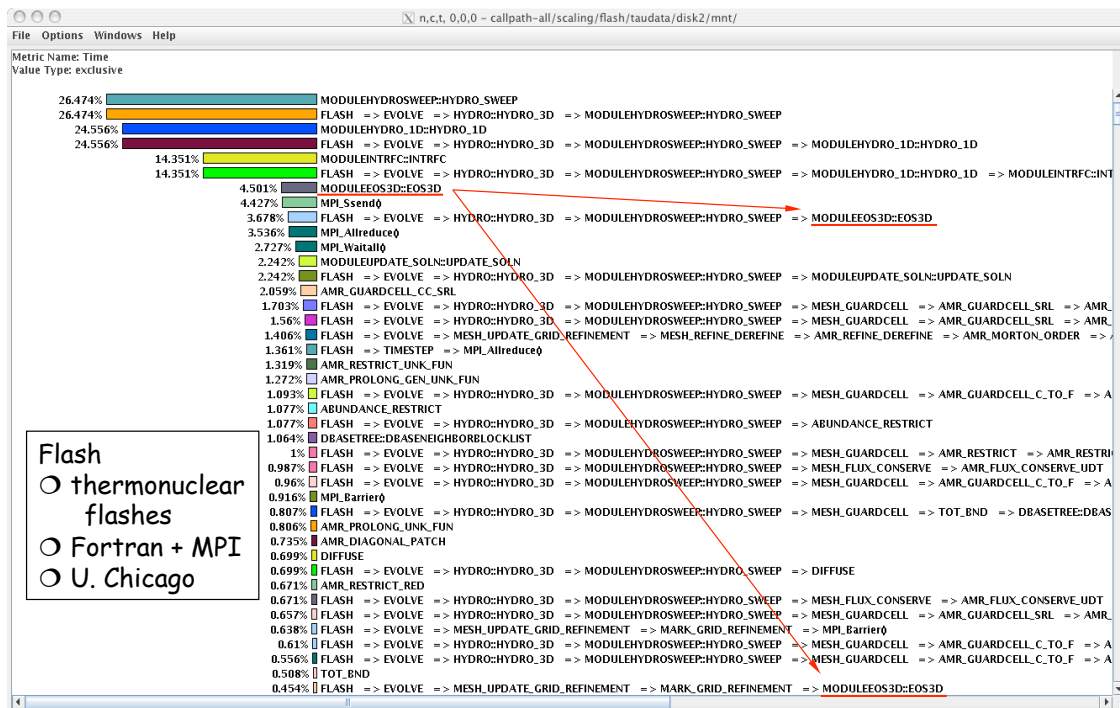 n,c,t, 0,0,0 – callpath-all/scaling/flash/taudata/disk2/mnt/
File Options Windows Help
Metric Name: Time
Value Type: exclusive
26.474% MODULEHYDROSWEEP::HYDRO_SWEEP
26.474% FLASH => EVOLVE => HYDRO::HYDRO_3D => MODULEHYDROSWEEP::HYDRO_SWEEP
24.556% MODULEHYDRO_1D::HYDRO_1D
24.556% FLASH => EVOLVE => HYDRO::HYDRO_3D => MODULEHYDROSWEEP::HYDRO_SWEEP => MODULEHYDRO_1D::HYDRO_1D
14.351% MODULEINTRFC::INTRFC
14.351% FLASH => EVOLVE => HYDRO::HYDRO_3D => MODULEHYDROSWEEP::HYDRO_SWEEP => MODULEHYDRO_1D::HYDRO_1D => MODULEINTRFC::INT
4.501% MODULEEOS3D::EOS3D
4.427% MPI_Ssend()
3.678% FLASH => EVOLVE => HYDRO::HYDRO_3D => MODULEHYDROSWEEP::HYDRO_SWEEP => MODULEEOS3D::EOS3D
3.536% MPI_Allreduce()
2.727% MPI_Waitall()
2.242% MODULEUPDATE_SOLN::UPDATE_SOLN
2.242% FLASH => EVOLVE => HYDRO::HYDRO_3D => MODULEHYDROSWEEP::HYDRO_SWEEP => MODULEUPDATE_SOLN::UPDATE_SOLN
2.059% AMR_GUARDCELL_CC_SRL
1.703% FLASH => EVOLVE => HYDRO::HYDRO_3D => MODULEHYDROSWEEP::HYDRO_SWEEP => MESH_GUARDCELL => AMR_GUARDCELL_SRL => AMR_
1.56% FLASH => EVOLVE => HYDRO::HYDRO_3D => MODULEHYDROSWEEP::HYDRO_SWEEP => MESH_GUARDCELL => AMR_GUARDCELL_SRL => AMR_
1.406% FLASH => EVOLVE => MESH_UPDATE_GRID_REFINEMENT => MESH_REFINE_DEREFINE => AMR_REFINE_DEREFINE => AMR_MORTON_ORDER =>
1.361% FLASH => TIMESTEP => MPI_Allreduce()
1.319% AMR_RESTRICT_UNK_FUN
1.272% AMR_PROLONG_GEN_UNK_FUN
1.093% FLASH => EVOLVE => HYDRO::HYDRO_3D => MODULEHYDROSWEEP::HYDRO_SWEEP => MESH_GUARDCELL => AMR_GUARDCELL_C_TO_F => A
1.077% ABUNDANCE_RESTRICT
1.077% FLASH => EVOLVE => HYDRO::HYDRO_3D => MODULEHYDROSWEEP::HYDRO_SWEEP => ABUNDANCE_RESTRICT
1.064% DBASETREE::DBASENEIGHBORBLOCKLIST
1% FLASH => EVOLVE => HYDRO::HYDRO_3D => MODULEHYDROSWEEP::HYDRO_SWEEP => MESH_GUARDCELL => AMR_RESTRICT => AMR_RESTRI
0.987% FLASH => EVOLVE => HYDRO::HYDRO_3D => MODULEHYDROSWEEP::HYDRO_SWEEP => MESH_FLUX_CONSERVE => AMR_FLUX_CONSERVE_UDT
0.96% FLASH => EVOLVE => HYDRO::HYDRO_3D => MODULEHYDROSWEEP::HYDRO_SWEEP => MESH_GUARDCELL => AMR_GUARDCELL_C_TO_F => A
0.916% MPI_Barrier()
0.807% FLASH => EVOLVE => HYDRO::HYDRO_3D => MODULEHYDROSWEEP::HYDRO_SWEEP => MESH_GUARDCELL => TOT_BND => DBASETREE::DBAS
0.806% AMR_PROLONG_UNK_FUN
0.735% AMR_DIAGONAL_PATCH
0.699% DIFFUSE
0.699% FLASH => EVOLVE => HYDRO::HYDRO_3D => MODULEHYDROSWEEP::HYDRO_SWEEP => DIFFUSE
0.671% AMR_RESTRICT_RED
0.671% FLASH => EVOLVE => HYDRO::HYDRO_3D => MODULEHYDROSWEEP::HYDRO_SWEEP => MESH_FLUX_CONSERVE => AMR_FLUX_CONSERVE_UDT
0.657% FLASH => EVOLVE => HYDRO::HYDRO_3D => MODULEHYDROSWEEP::HYDRO_SWEEP => MESH_GUARDCELL => AMR_GUARDCELL_SRL => AMR_
0.638% FLASH => EVOLVE => MESH_UPDATE_GRID_REFINEMENT => MARK_GRID_REFINEMENT => MPI_Barrier()
0.61% FLASH => EVOLVE => HYDRO::HYDRO_3D => MODULEHYDROSWEEP::HYDRO_SWEEP => MESH_GUARDCELL => AMR_GUARDCELL_C_TO_F => A
0.556% FLASH => EVOLVE => HYDRO::HYDRO_3D => MODULEHYDROSWEEP::HYDRO_SWEEP => MESH_GUARDCELL => AMR_GUARDCELL_C_TO_F => A
0.508% TOT_BND
0.454% FLASH => EVOLVE => MESH_UPDATE_GRID_REFINEMENT => MARK_GRID_REFINEMENT => MODULEEOS3D::EOS3D
Flash
thermonuclear
flashes
Fortran + MPI
U. Chicago